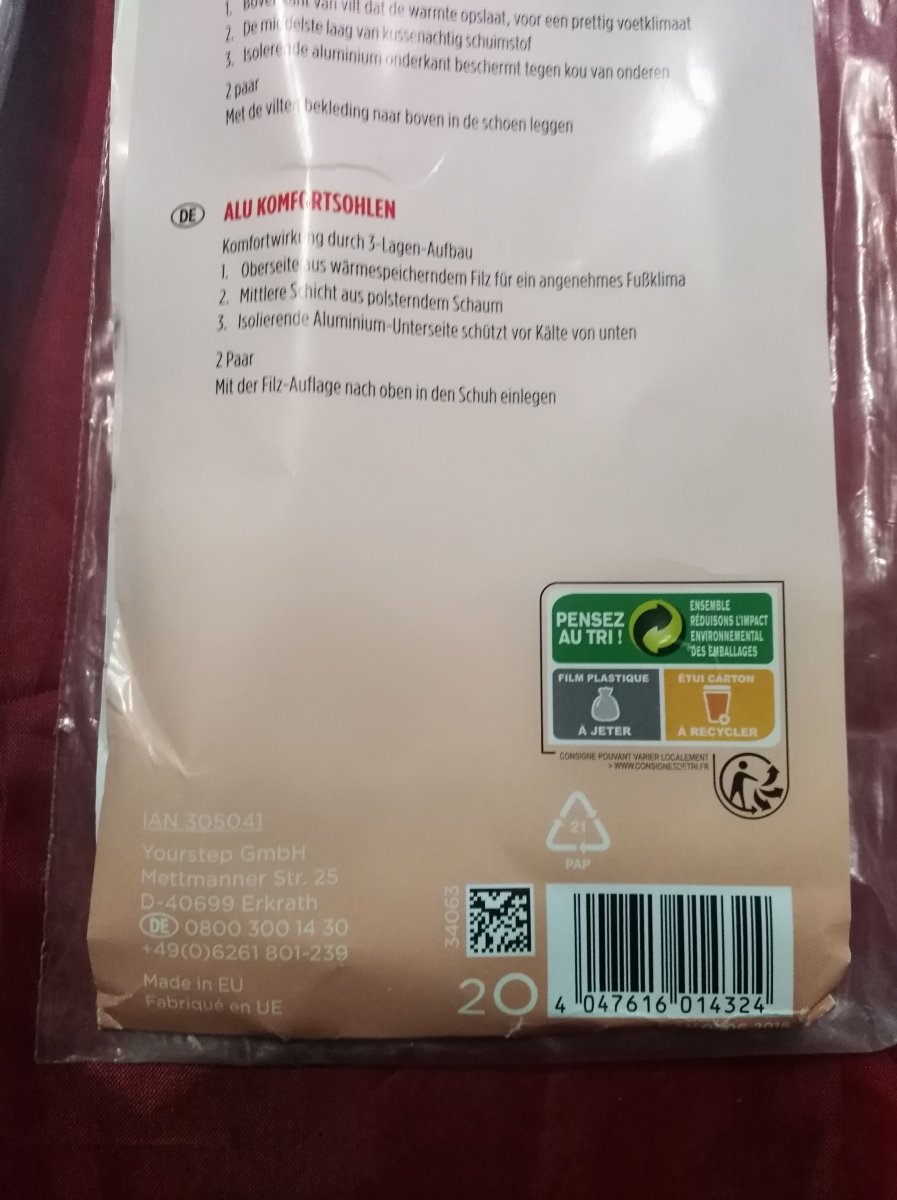 1. Bovenkant van vilt dat de warmte opslaat, voor een prettig voetklimaat
2. De middelste laag van kussenachtig schuimstof
3. Isolerende aluminium onderkant beschermt tegen kou van onderen
2 paar
Met de vilten bekleding naar boven in de schoen leggen
DE ALU KOMFORTSOHLEN
Komfortwirkung durch 3-Lagen-Aufbau
1. Oberseite aus wärmespeicherndem Filz für ein angenehmes Fußklima
2. Mittlere Schicht aus polsterndem Schaum
3. Isolierende Aluminium-Unterseite schützt vor Kälte von unten
2 Paar
Mit der Filz-Auflage nach oben in den Schuh einlegen
PENSEZ
AU TRI !
ENSEMBLE
RÉDUISONS L'IMPACT
ENVIRONNEMENTAL
DES EMBALLAGES
FILM PLASTIQUE
À JETER
ÉTUI CARTON
À RECYCLER
CONSIGNE POUVANT VARIER LOCALEMENT
> WWW.CONSIGNESDETRI.FR
21
PAP
IAN 305041
Yourstep GmbH
Mettmanner Str. 25
D-40699 Erkrath
DE 0800 300 14 30
+49(0)6261 801-239
Made in EU
Fabriqué en UE
34063
20
4 047616 014324
2018